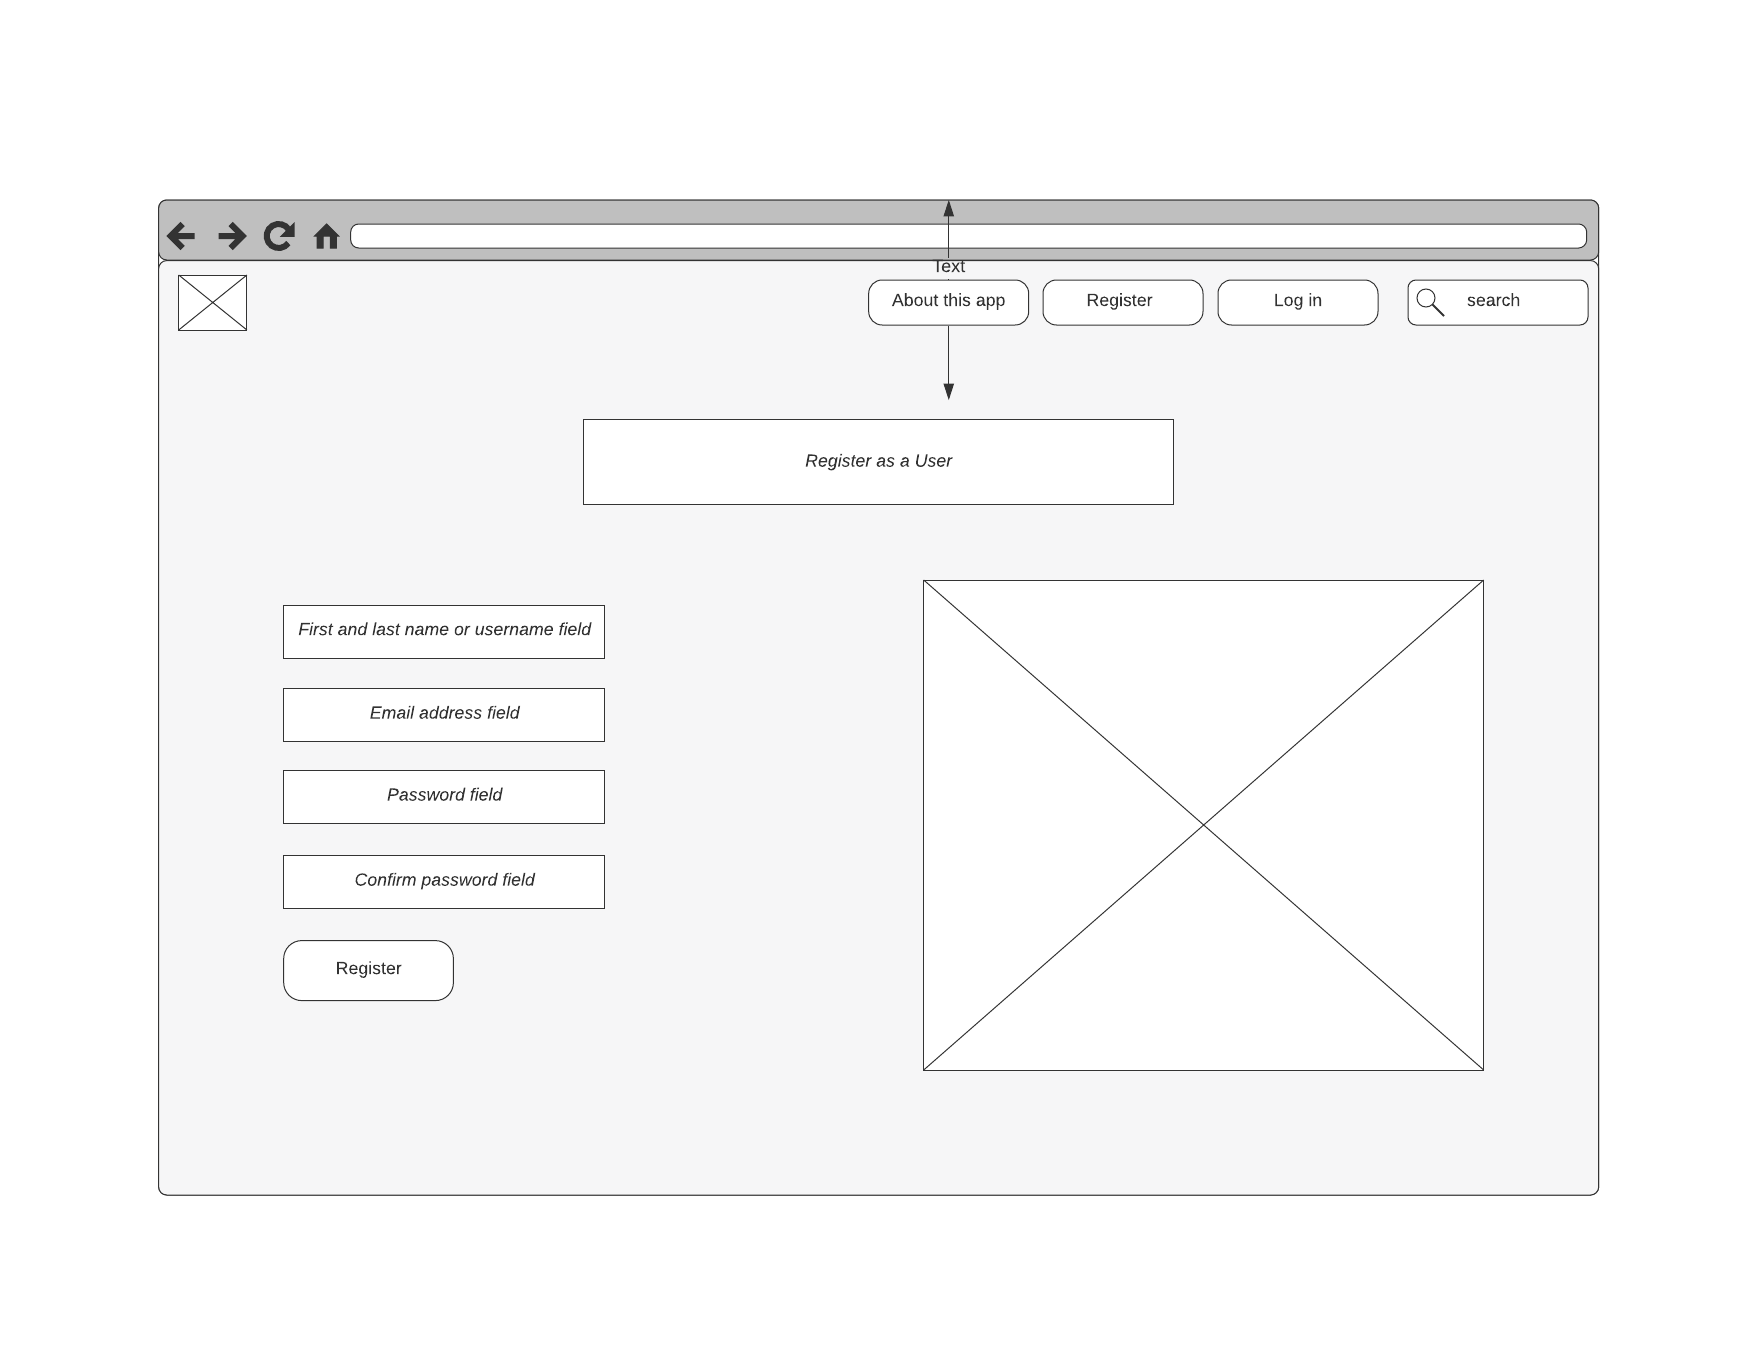 Text
About this app
Register
Log in
search
Register as a User
First and last name or username field
Email address field
Password field
Confirm password field
Register